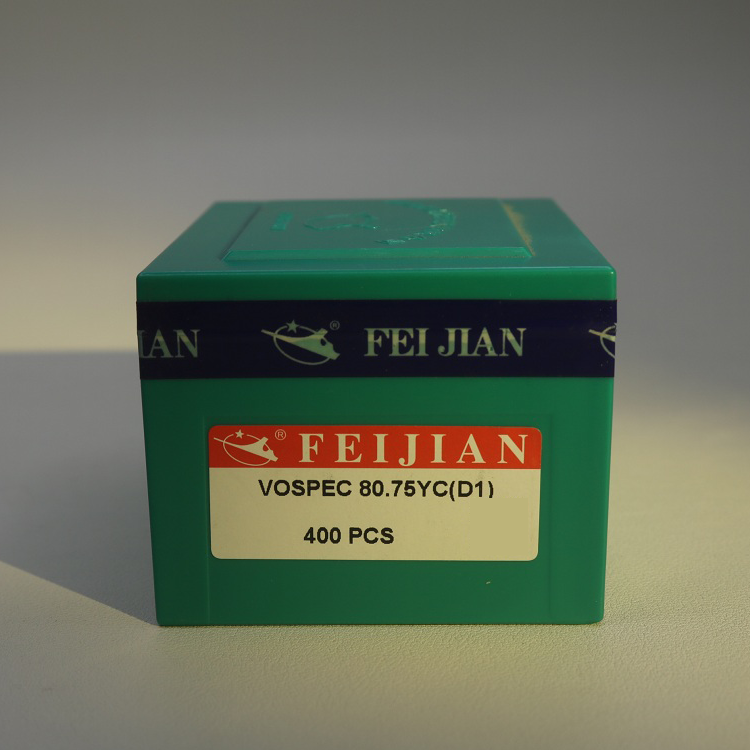 IAN ® FEI JIAN
® FEIJIAN
VOSPEC 80.75YC(D1)
400 PCS